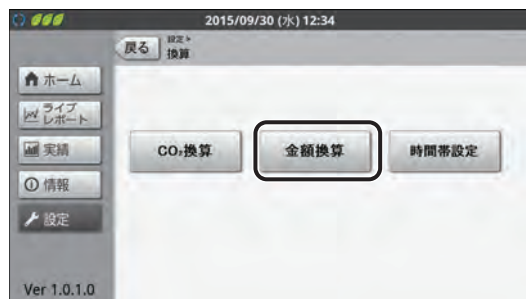 2015/09/30 (水) 12:34
戻る
設定▶
換算
ホーム
ライブ
レポート
実績
情報
設定
CO₂換算
金額換算
時間帯設定
Ver 1.0.1.0